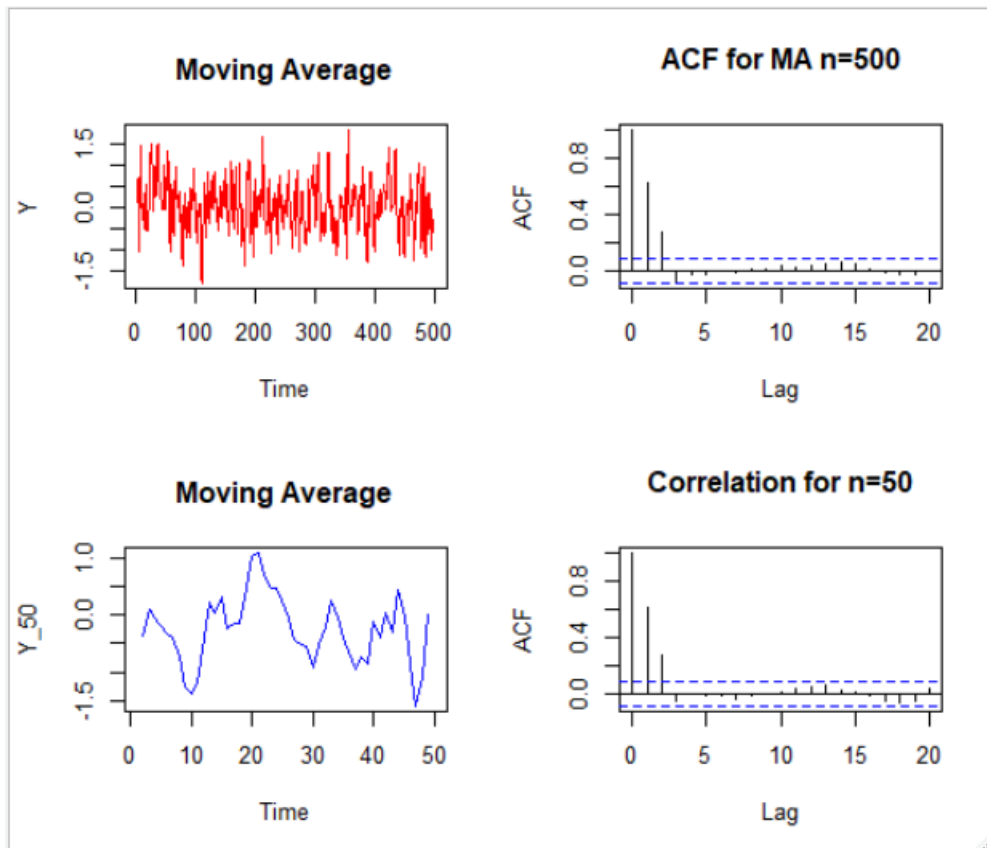 Moving Average
Y
1.5
0.0
-1.5
0 100 200 300 400 500
Time
ACF for MA n=500
ACF
0.8
0.4
0.0
0 5 10 15 20
Lag
Moving Average
Y_50
1.0
0.0
-1.5
0 10 20 30 40 50
Time
Correlation for n=50
ACF
0.8
0.4
0.0
0 5 10 15 20
Lag